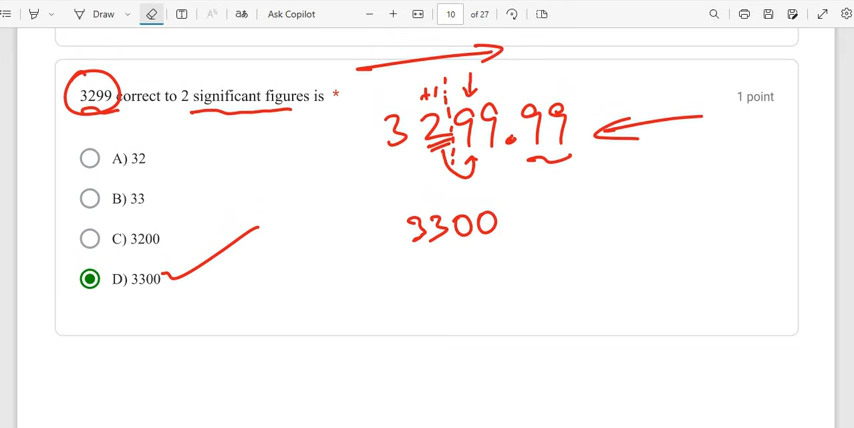 Draw
Ask Copilot
10 of 27
3299 correct to 2 significant figures is *
1 point
+1
3299.99
A) 32
B) 33
3300
C) 3200
D) 3300